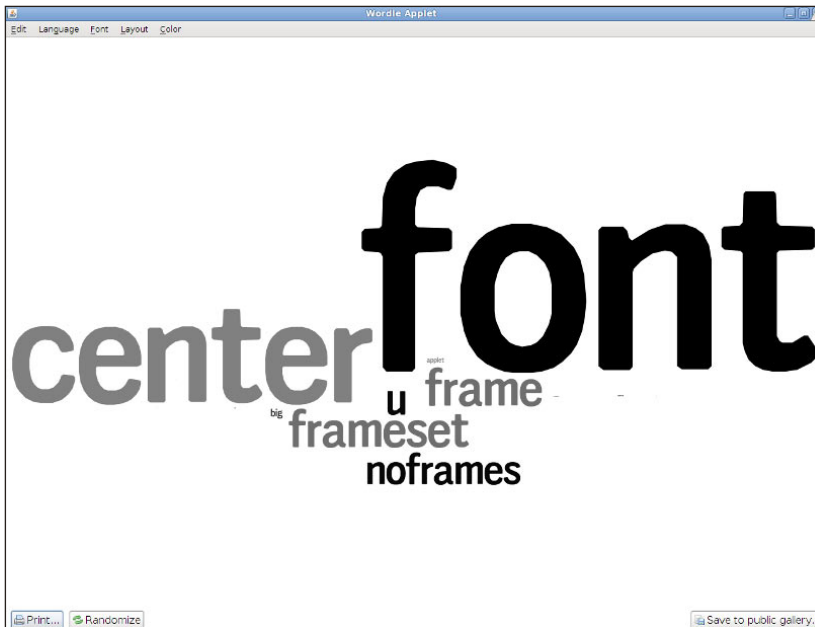 Wordle Applet
Edit Language Font Layout Color
font
center
applet
frame
u
big
frameset
noframes
Print... Randomize Save to public gallery.